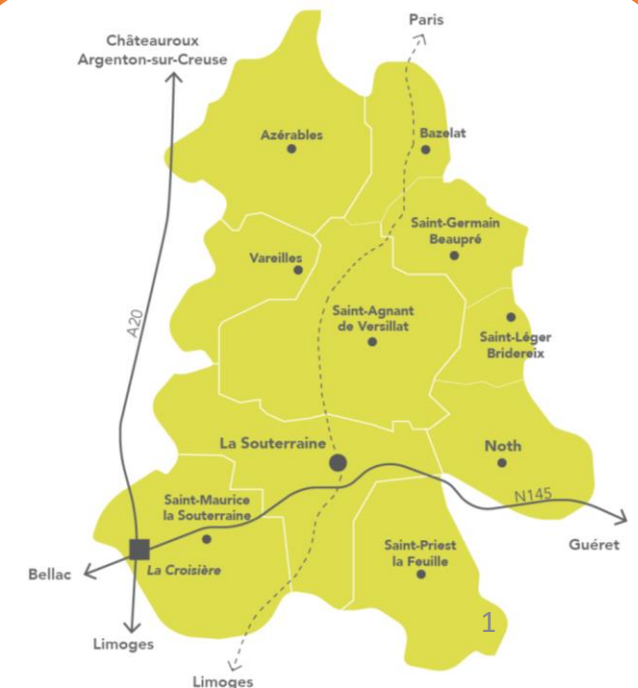 Paris
Châteauroux
Argenton-sur-Creuse
Azérables
Bazelat
Saint-Germain
Beaupré
Vareilles
Saint-Agnant
de Versillat
A20
Saint-Léger
Bridereix
La Souterraine
Noth
Saint-Maurice
la Souterraine
N145
Guéret
Saint-Priest
la Feuille
La Croisière
Bellac
1
Limoges
Limoges